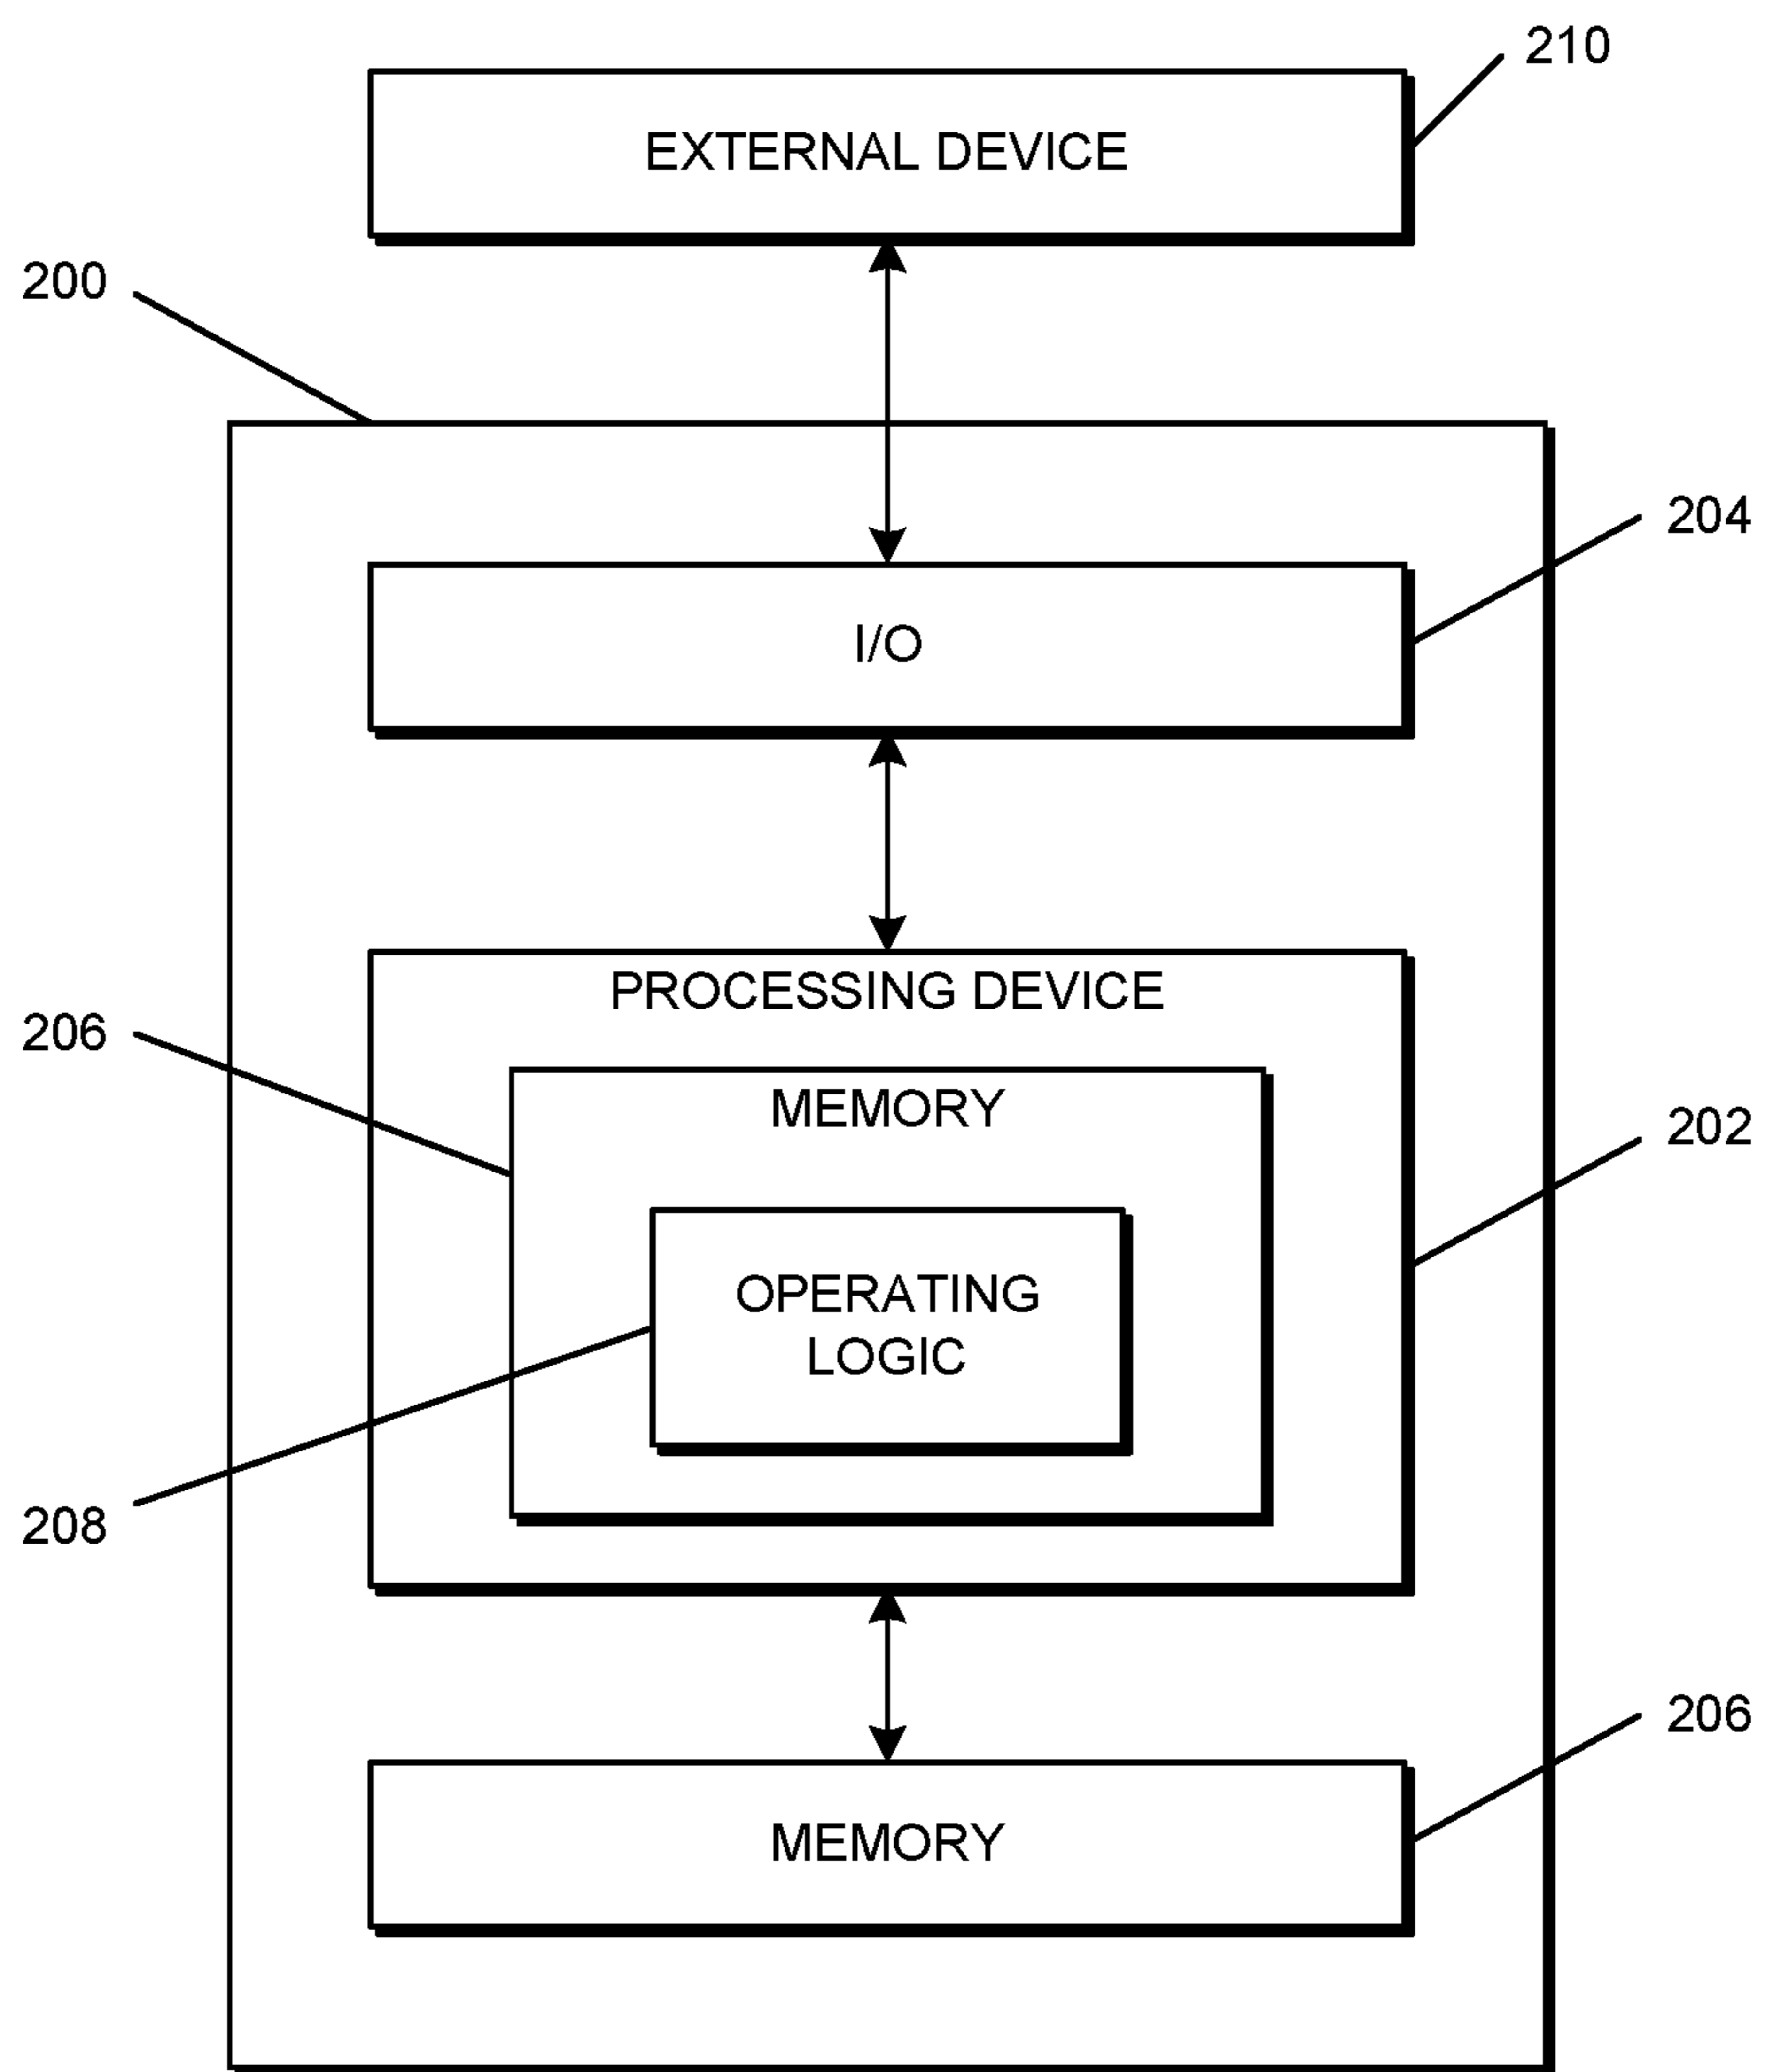 210
EXTERNAL DEVICE
200
204
I/O
PROCESSING DEVICE
206
MEMORY
202
OPERATING
LOGIC
208
206
MEMORY